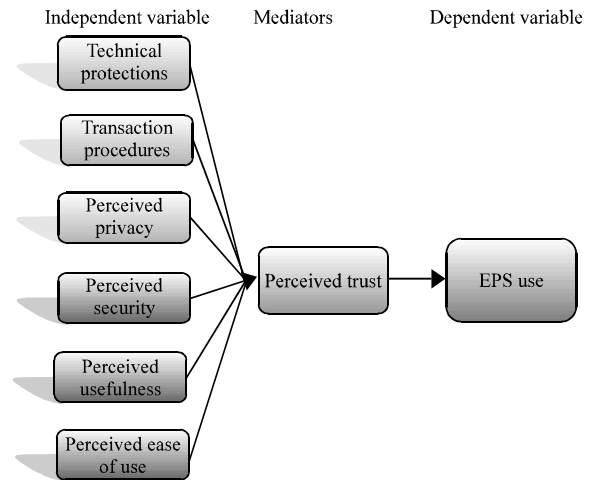 Independent variable
Mediators
Dependent variable
Technical
protections
Transaction
procedures
Perceived
privacy
Perceived
security
Perceived
usefulness
Perceived ease
of use
Perceived trust
EPS use